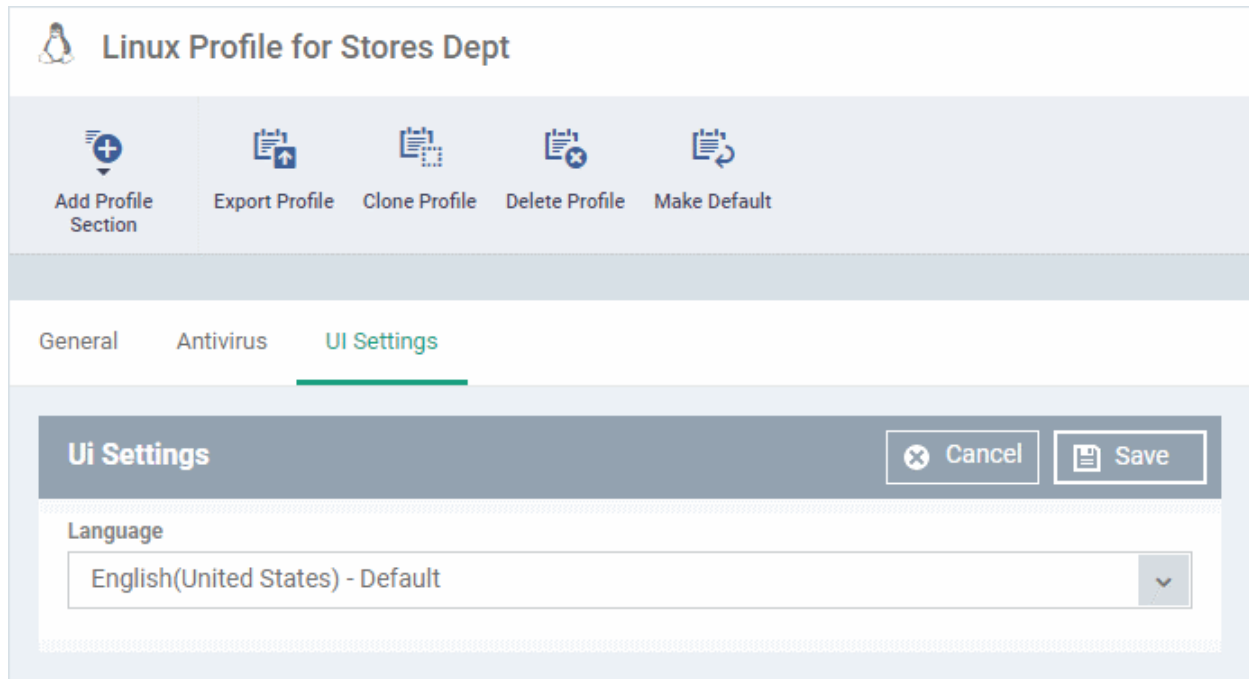 Linux Profile for Stores Dept
Add Profile
Section
Export Profile
Clone Profile
Delete Profile
Make Default
General
Antivirus
UI Settings
Ui Settings
Cancel
Save
Language
English(United States) - Default